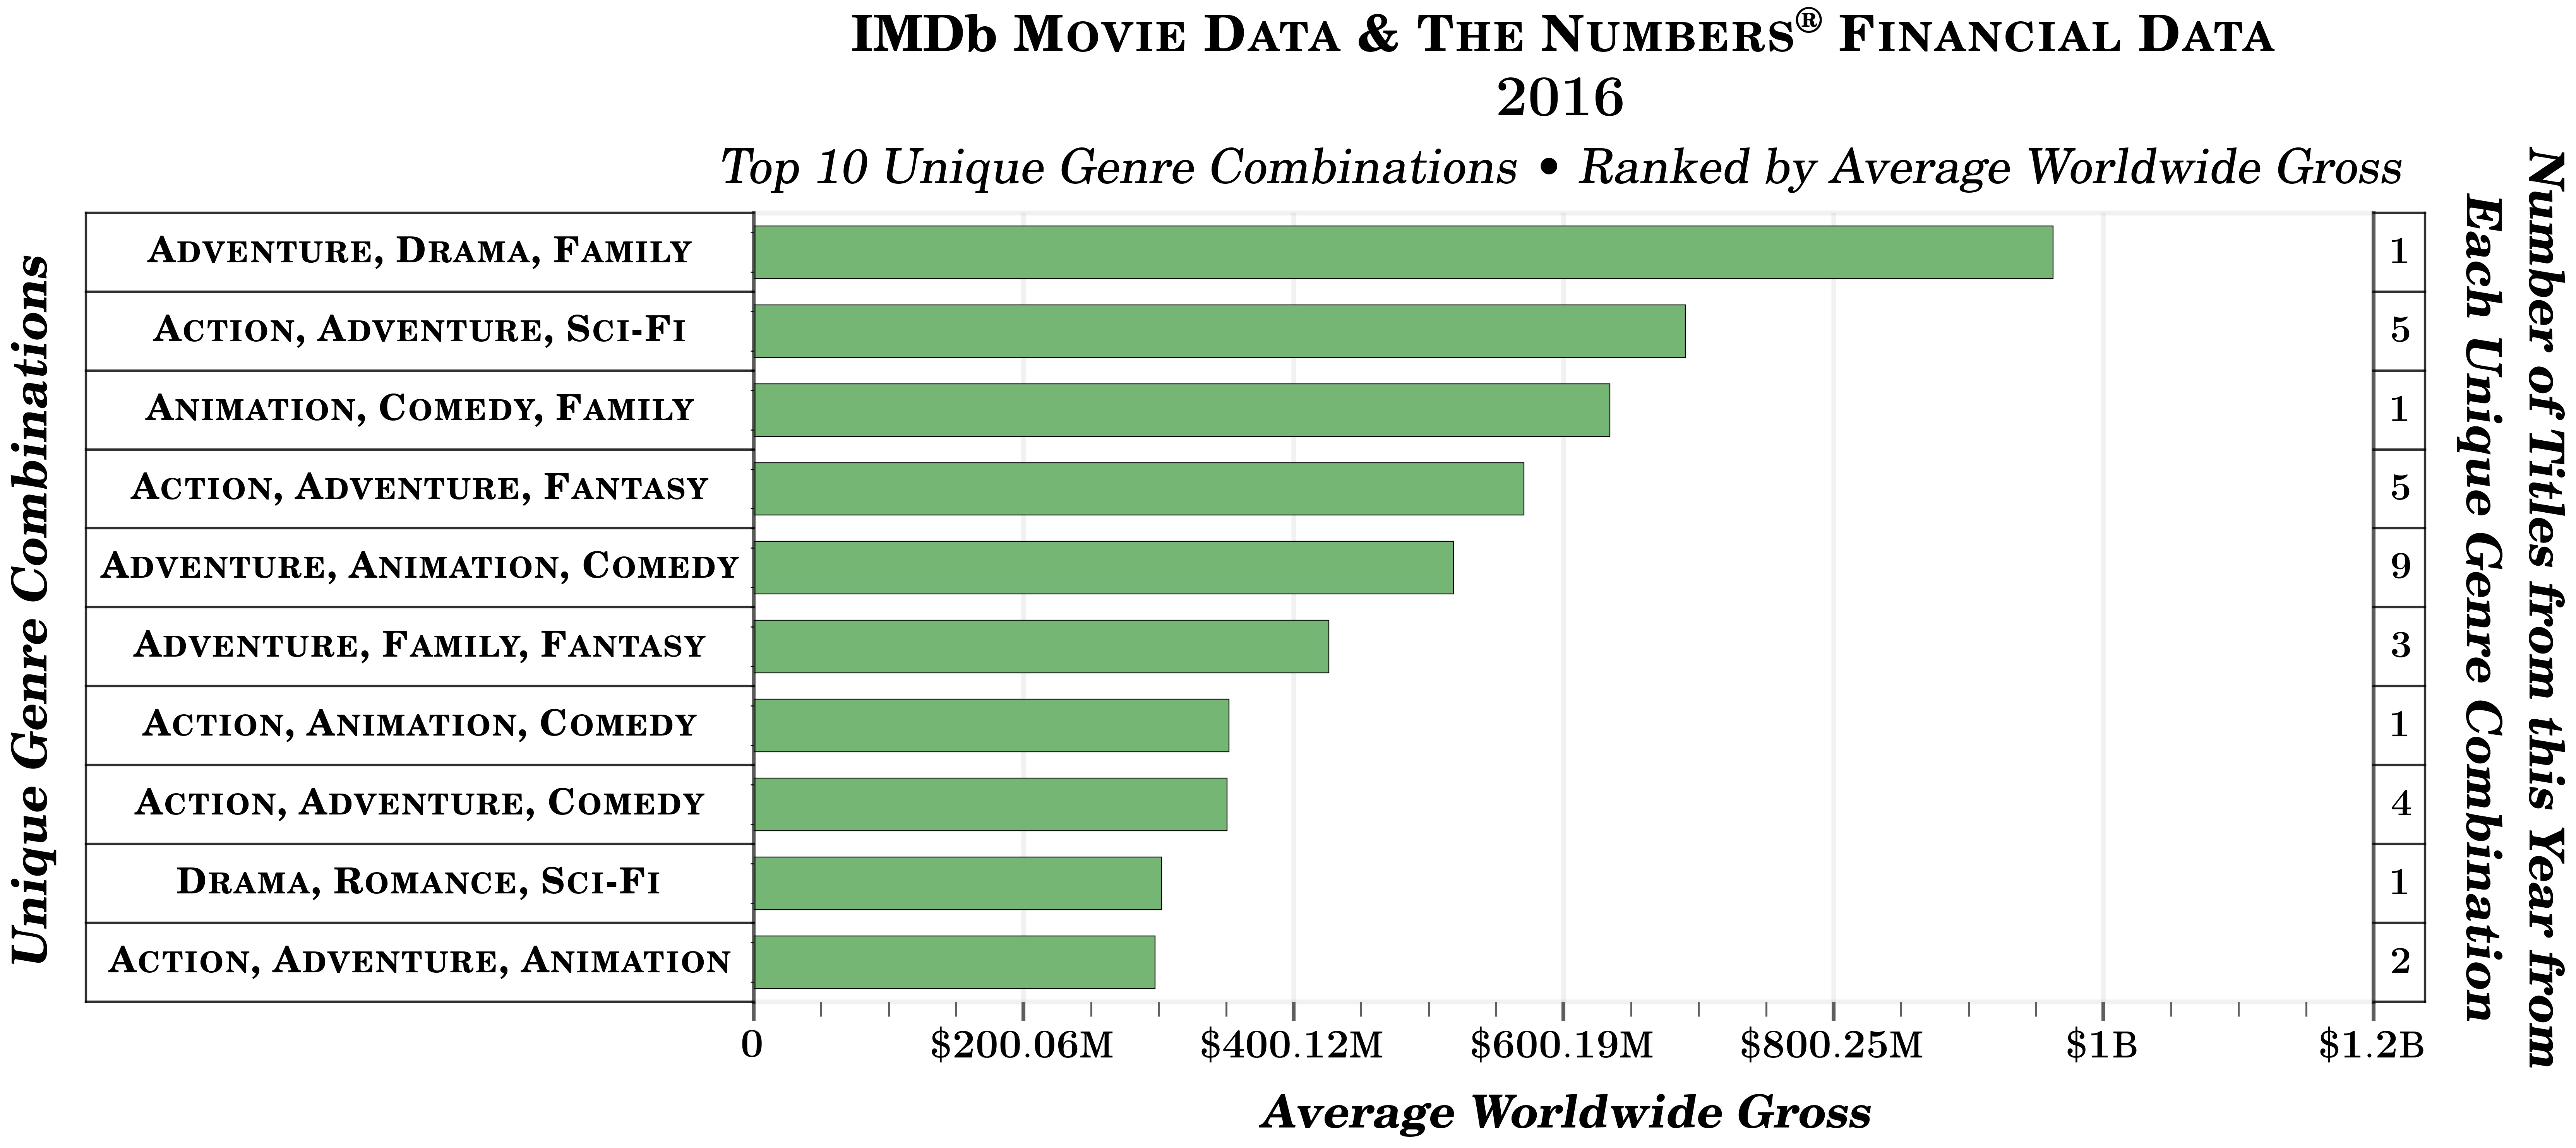 IMDb Movie Data & The Numbers® Financial Data
2016
Top 10 Unique Genre Combinations • Ranked by Average Worldwide Gross
Unique Genre Combinations
Adventure, Drama, Family 1
Action, Adventure, Sci-Fi 5
Animation, Comedy, Family 1
Action, Adventure, Fantasy 5
Adventure, Animation, Comedy 9
Adventure, Family, Fantasy 3
Action, Animation, Comedy 1
Action, Adventure, Comedy 4
Drama, Romance, Sci-Fi 1
Action, Adventure, Animation 2
Number of Titles from this Year from
Each Unique Genre Combination
0 $200.06M $400.12M $600.19M $800.25M $1B $1.2B
Average Worldwide Gross